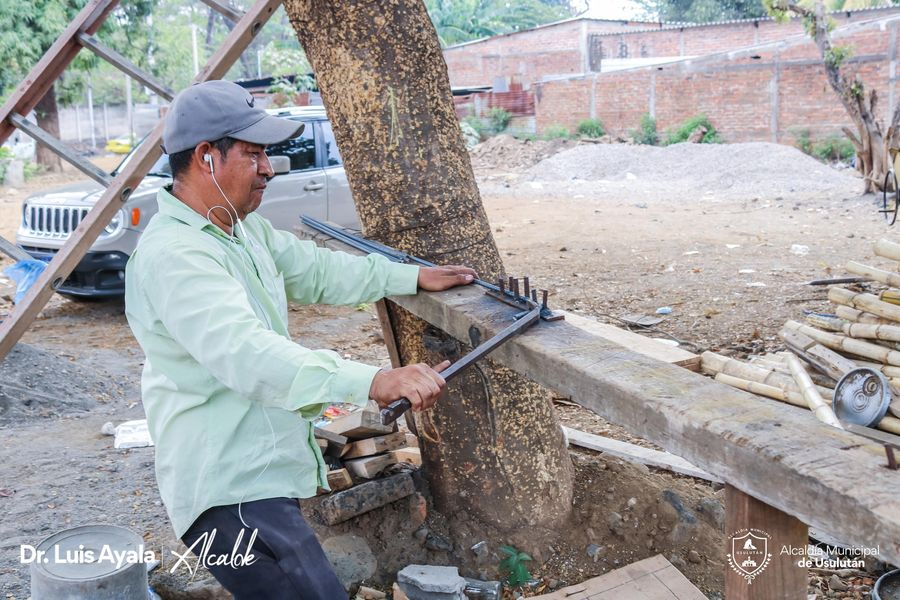 Dr. Luis Ayala | Alcalde
Alcaldía Municipal
de Usulután